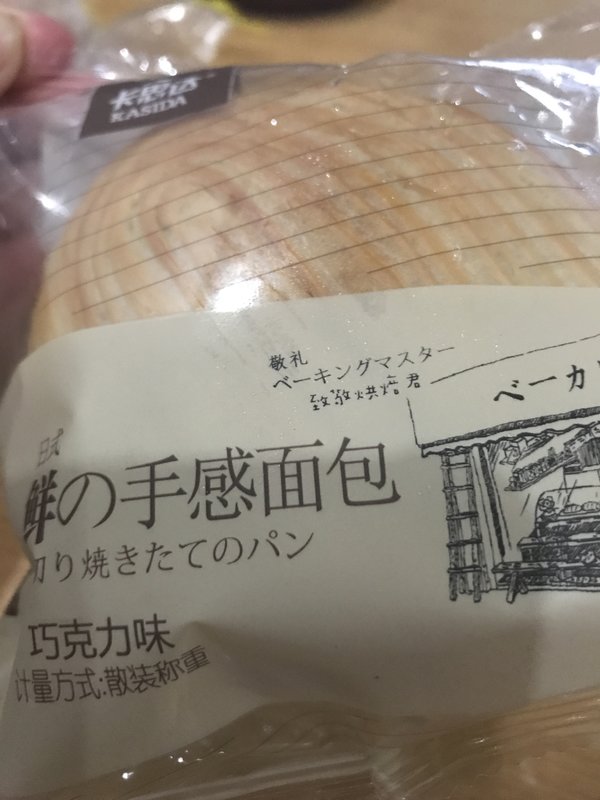 卡思达
KASIDA
敬礼
ベーキングマスター
致敬烘焙君
ベーカ
日式
鲜の手感面包
切り焼きたてのパン
巧克力味
计量方式:散装称重